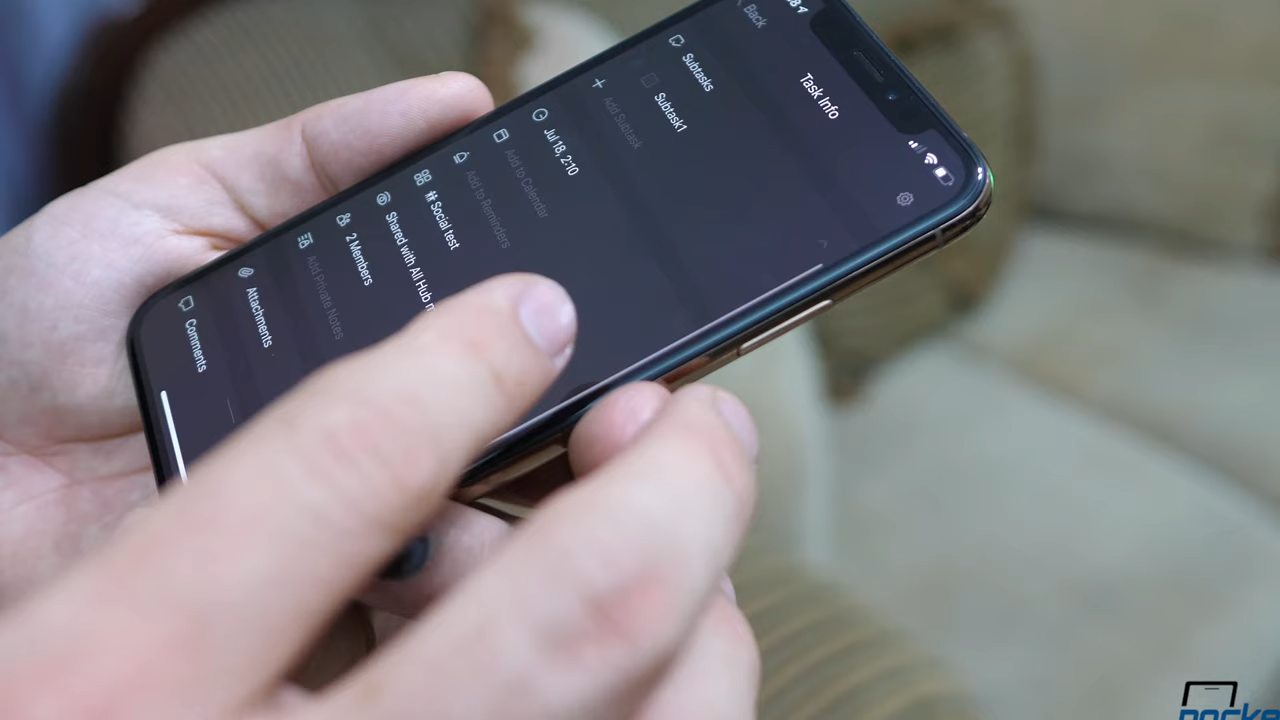 Back
Task Info
Subtasks
Subtask1
Add Subtask
Jul 18, 2:10
Add to Calendar
Add to Reminders
Social test
Shared with All Hub
2 Members
Add Private Notes
Attachments
Comments